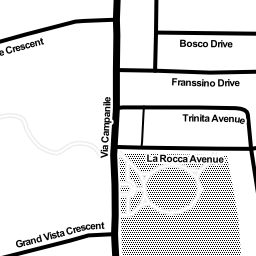 Bosco Drive
e Crescent
Franssino Drive
Trinita Avenue
Via Campanile
La Rocca Avenue
Grand Vista Crescent